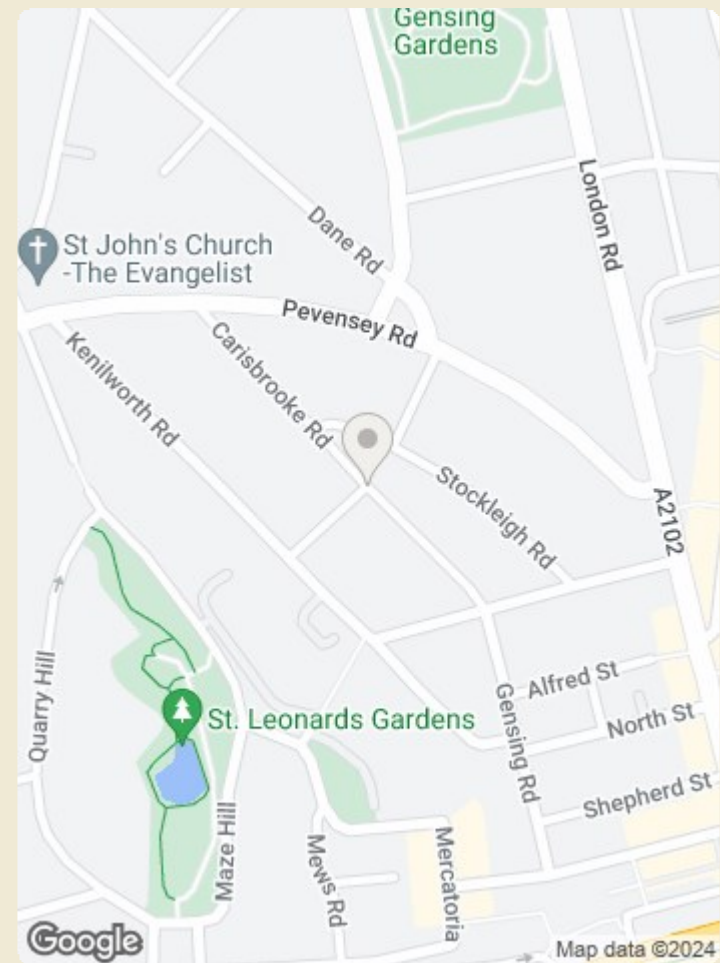 Gensing
Gardens
London Rd
Dane Rd
St John's Church
-The Evangelist
Pevensey Rd
Carisbrooke Rd
Kenilworth Rd
Stockleigh Rd
A2102
Quarry Hill
Alfred St
Gensing Rd
St. Leonards Gardens
North St
Shepherd St
Maze Hill
Mews Rd
Mercatoria
Google
Map data ©2024